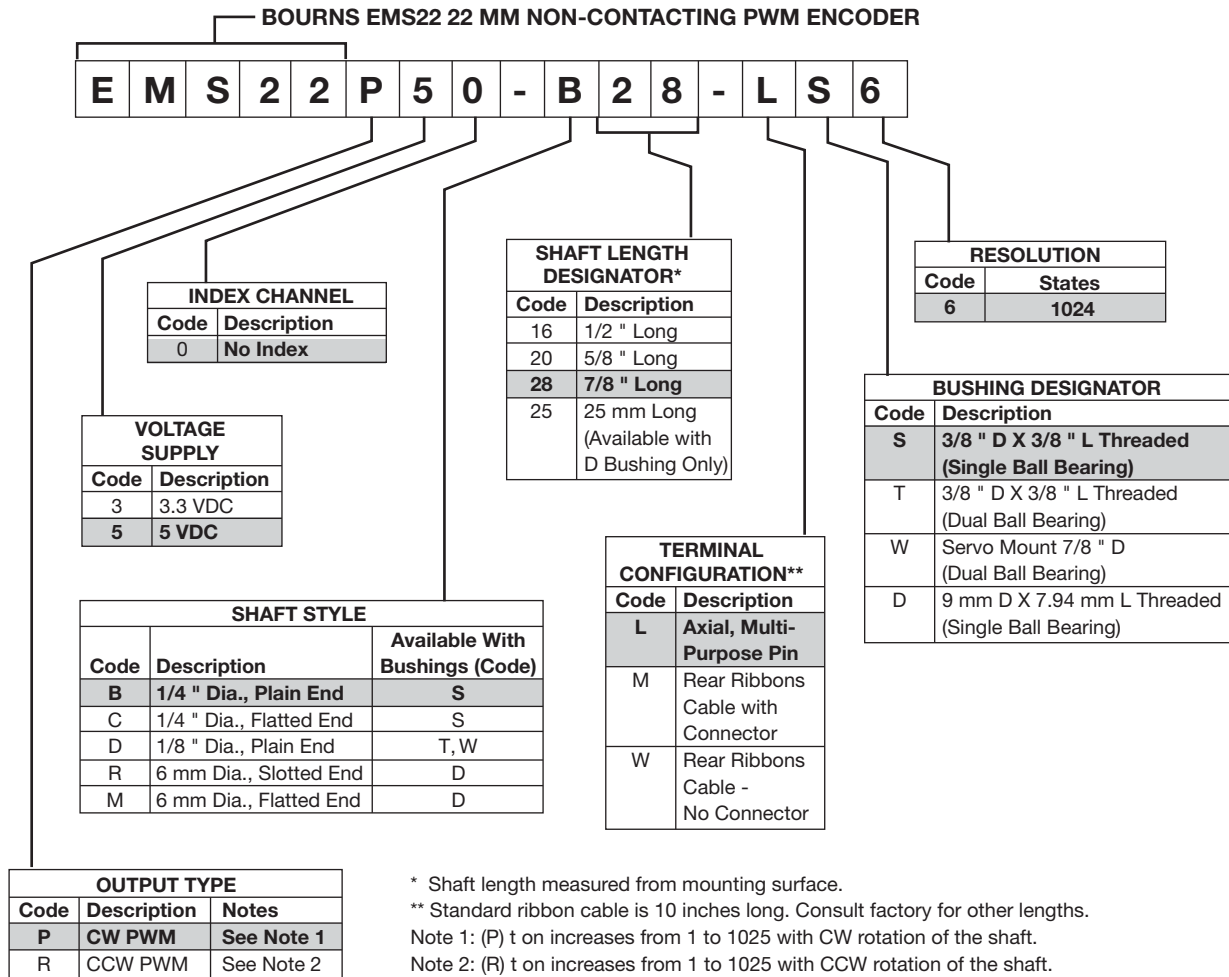 BOURNS EMS22 22 MM NON-CONTACTING PWM ENCODER
E M S 2 2 P 5 0 - B 2 8 - L S 6
INDEX CHANNEL
Code Description
0 No Index
VOLTAGE
SUPPLY
Code Description
3 3.3 VDC
5 5 VDC
SHAFT LENGTH
DESIGNATOR*
Code Description
16 1/2 " Long
20 5/8 " Long
28 7/8 " Long
25 25 mm Long
(Available with
D Bushing Only)
RESOLUTION
Code States
6 1024
BUSHING DESIGNATOR
Code Description
S 3/8 " D X 3/8 " L Threaded
(Single Ball Bearing)
T 3/8 " D X 3/8 " L Threaded
(Dual Ball Bearing)
W Servo Mount 7/8 " D
(Dual Ball Bearing)
D 9 mm D X 7.94 mm L Threaded
(Single Ball Bearing)
TERMINAL
CONFIGURATION**
Code Description
L Axial, Multi-
Purpose Pin
M Rear Ribbons
Cable with
Connector
W Rear Ribbons
Cable -
No Connector
SHAFT STYLE
Available With
Code Description Bushings (Code)
B 1/4 " Dia., Plain End S
C 1/4 " Dia., Flatted End S
D 1/8 " Dia., Plain End T, W
R 6 mm Dia., Slotted End D
M 6 mm Dia., Flatted End D
OUTPUT TYPE
Code Description Notes
P CW PWM See Note 1
R CCW PWM See Note 2
* Shaft length measured from mounting surface.
** Standard ribbon cable is 10 inches long. Consult factory for other lengths.
Note 1: (P) t on increases from 1 to 1025 with CW rotation of the shaft.
Note 2: (R) t on increases from 1 to 1025 with CCW rotation of the shaft.